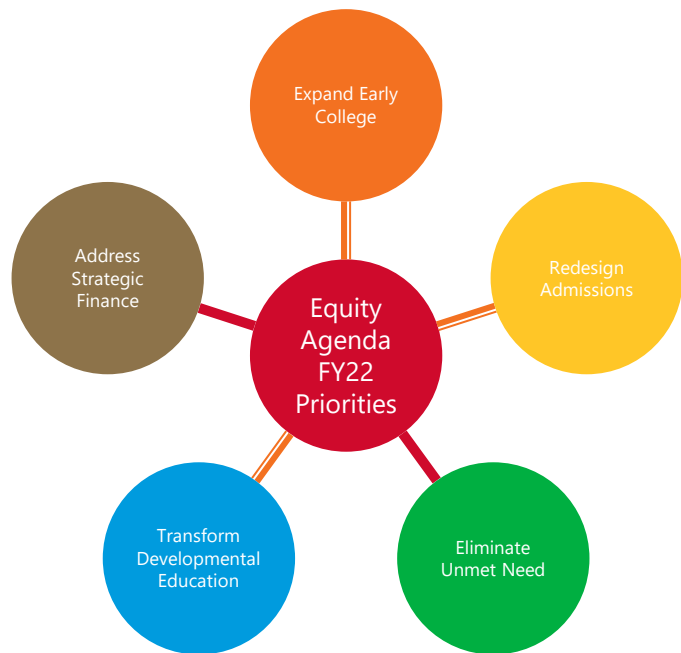 Expand Early
College
Address
Strategic
Finance
Redesign
Admissions
Equity
Agenda
FY22
Priorities
Transform
Developmental
Education
Eliminate
Unmet Need